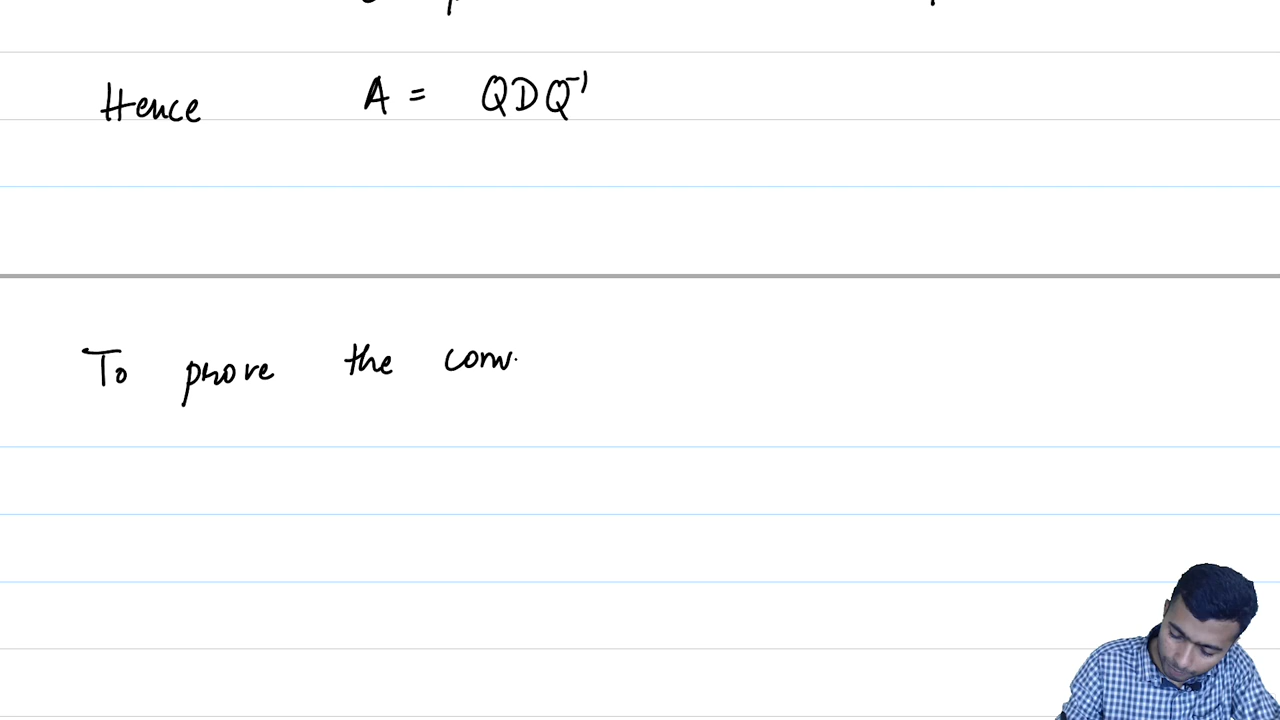 Hence A = QDQ⁻¹
To prove the conv